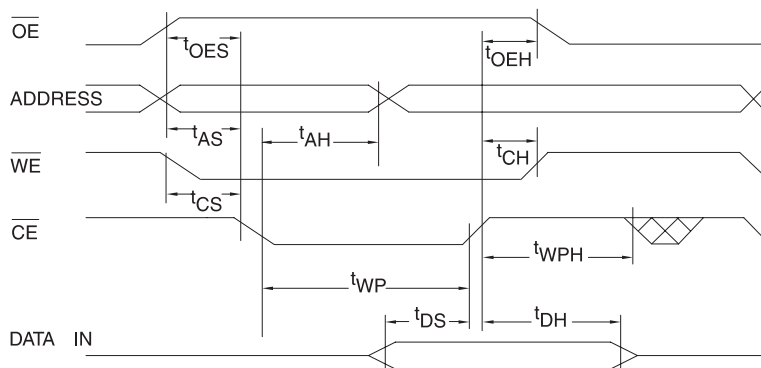 OE
tOES
tOEH
ADDRESS
tAS
tAH
tCH
WE
tCS
CE
tWPH
tWP
tDS
tDH
DATA IN